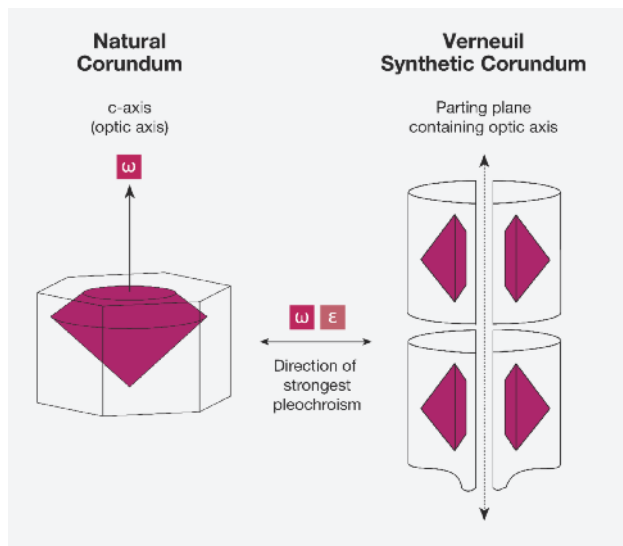 Natural
Corundum
c-axis
(optic axis)
ω
Verneuil
Synthetic Corundum
Parting plane
containing optic axis
ω ε
Direction of
strongest
pleochroism